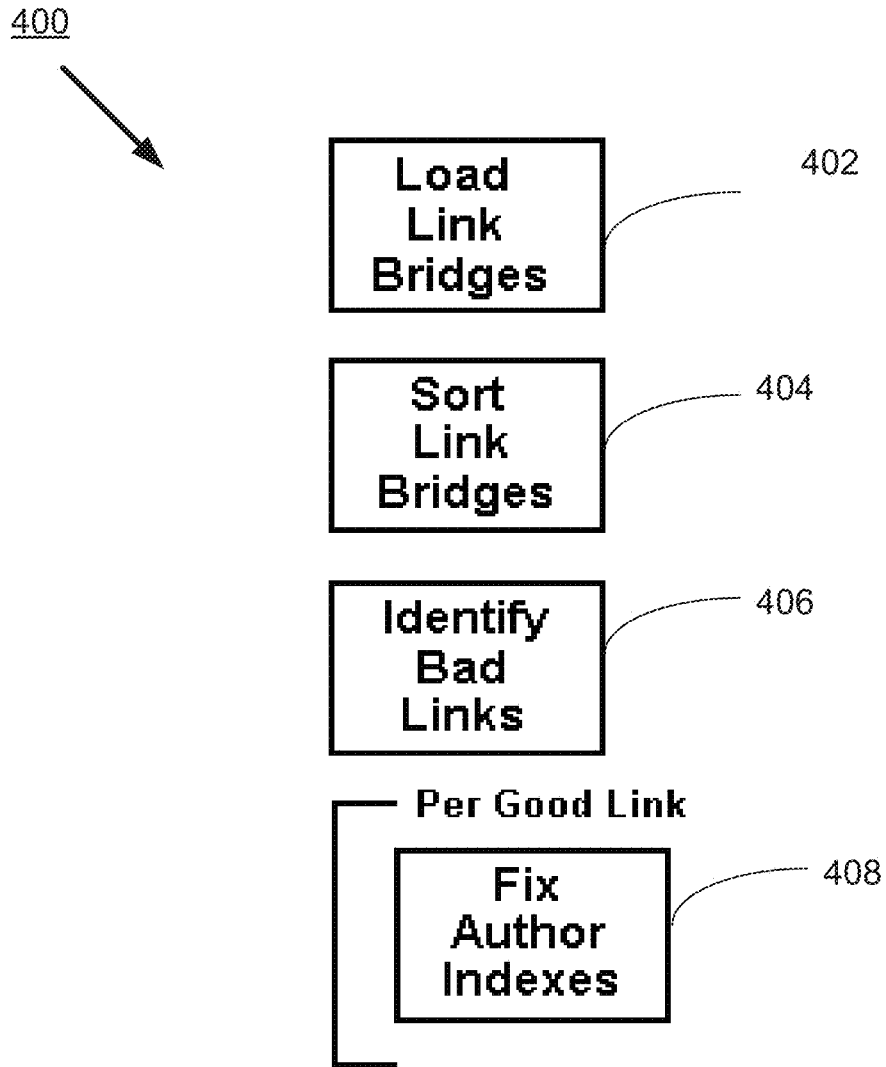 400
402
Load
Link
Bridges
404
Sort
Link
Bridges
406
Identify
Bad
Links
Per Good Link
408
Fix
Author
Indexes